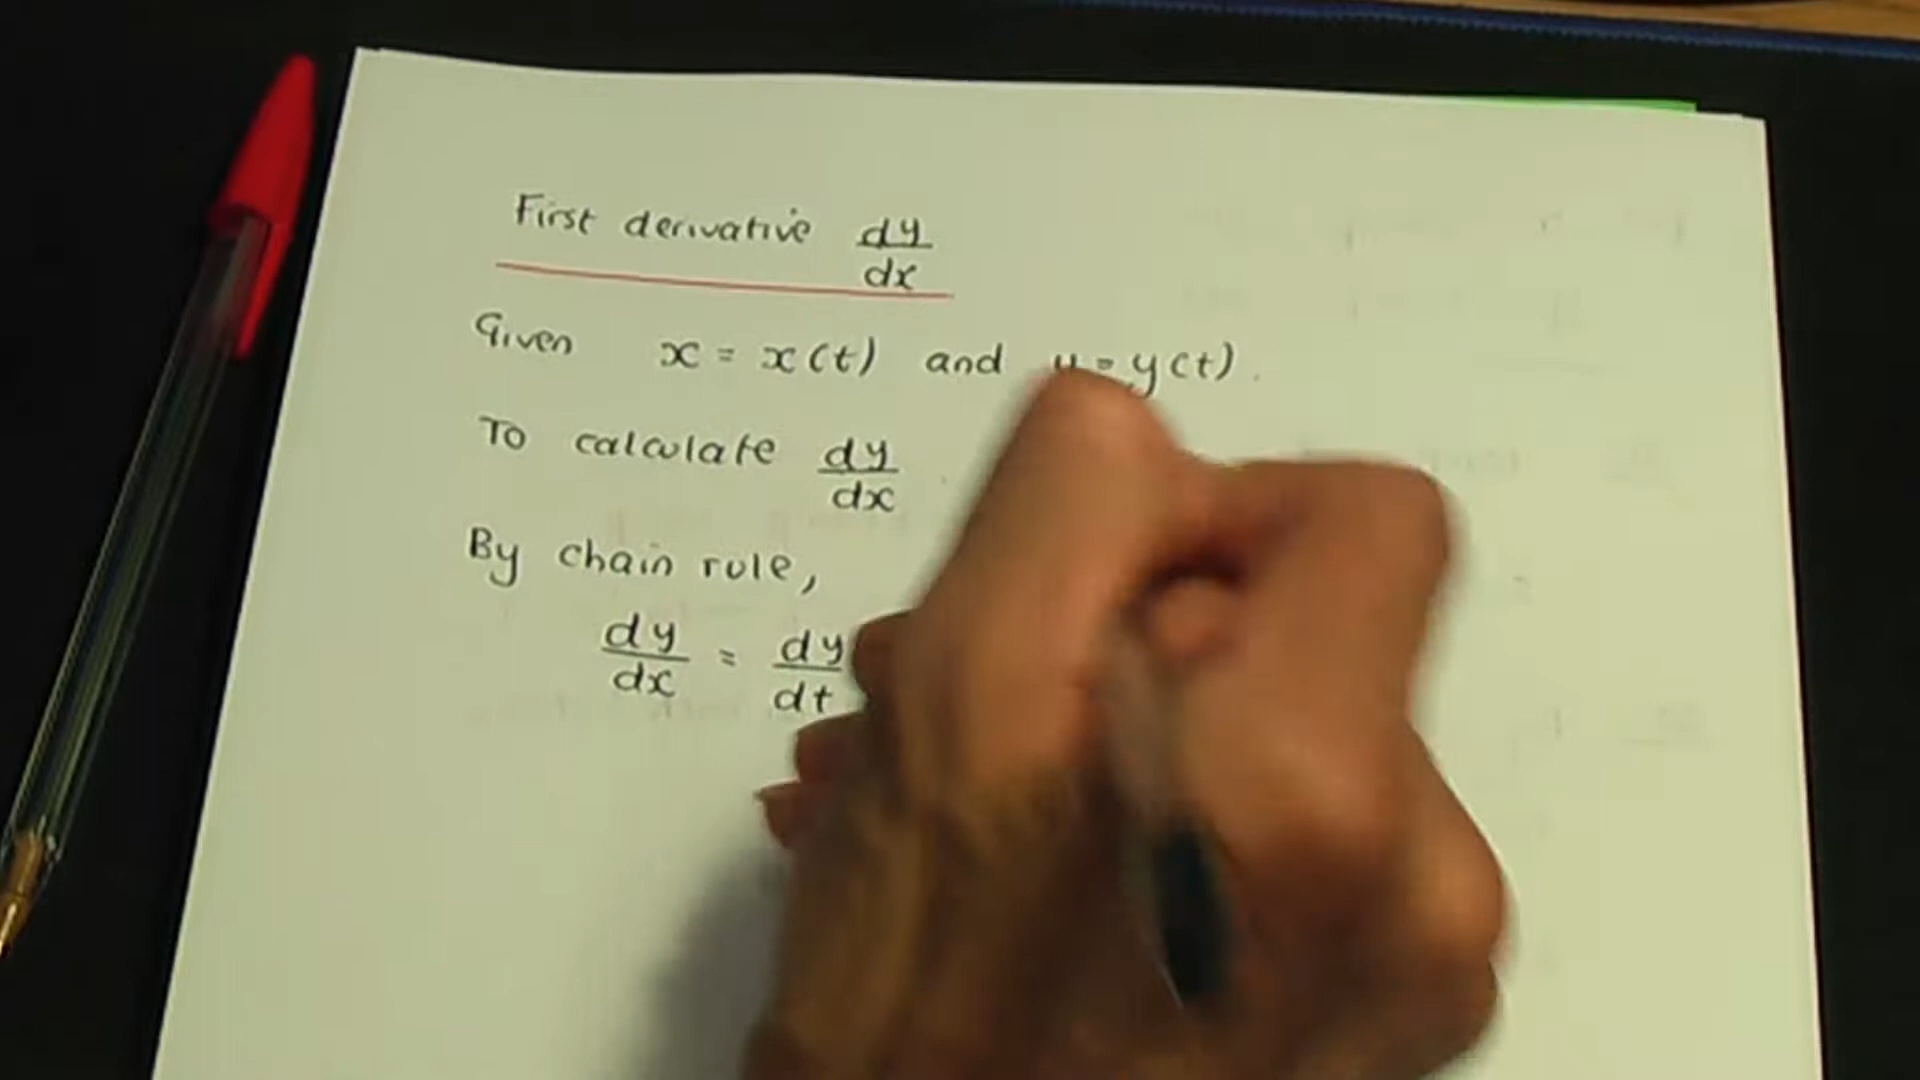 First derivative dy/dx
Given x = x(t) and y = y(t).
To calculate dy/dx
By chain rule,
dy/dx = dy/dt